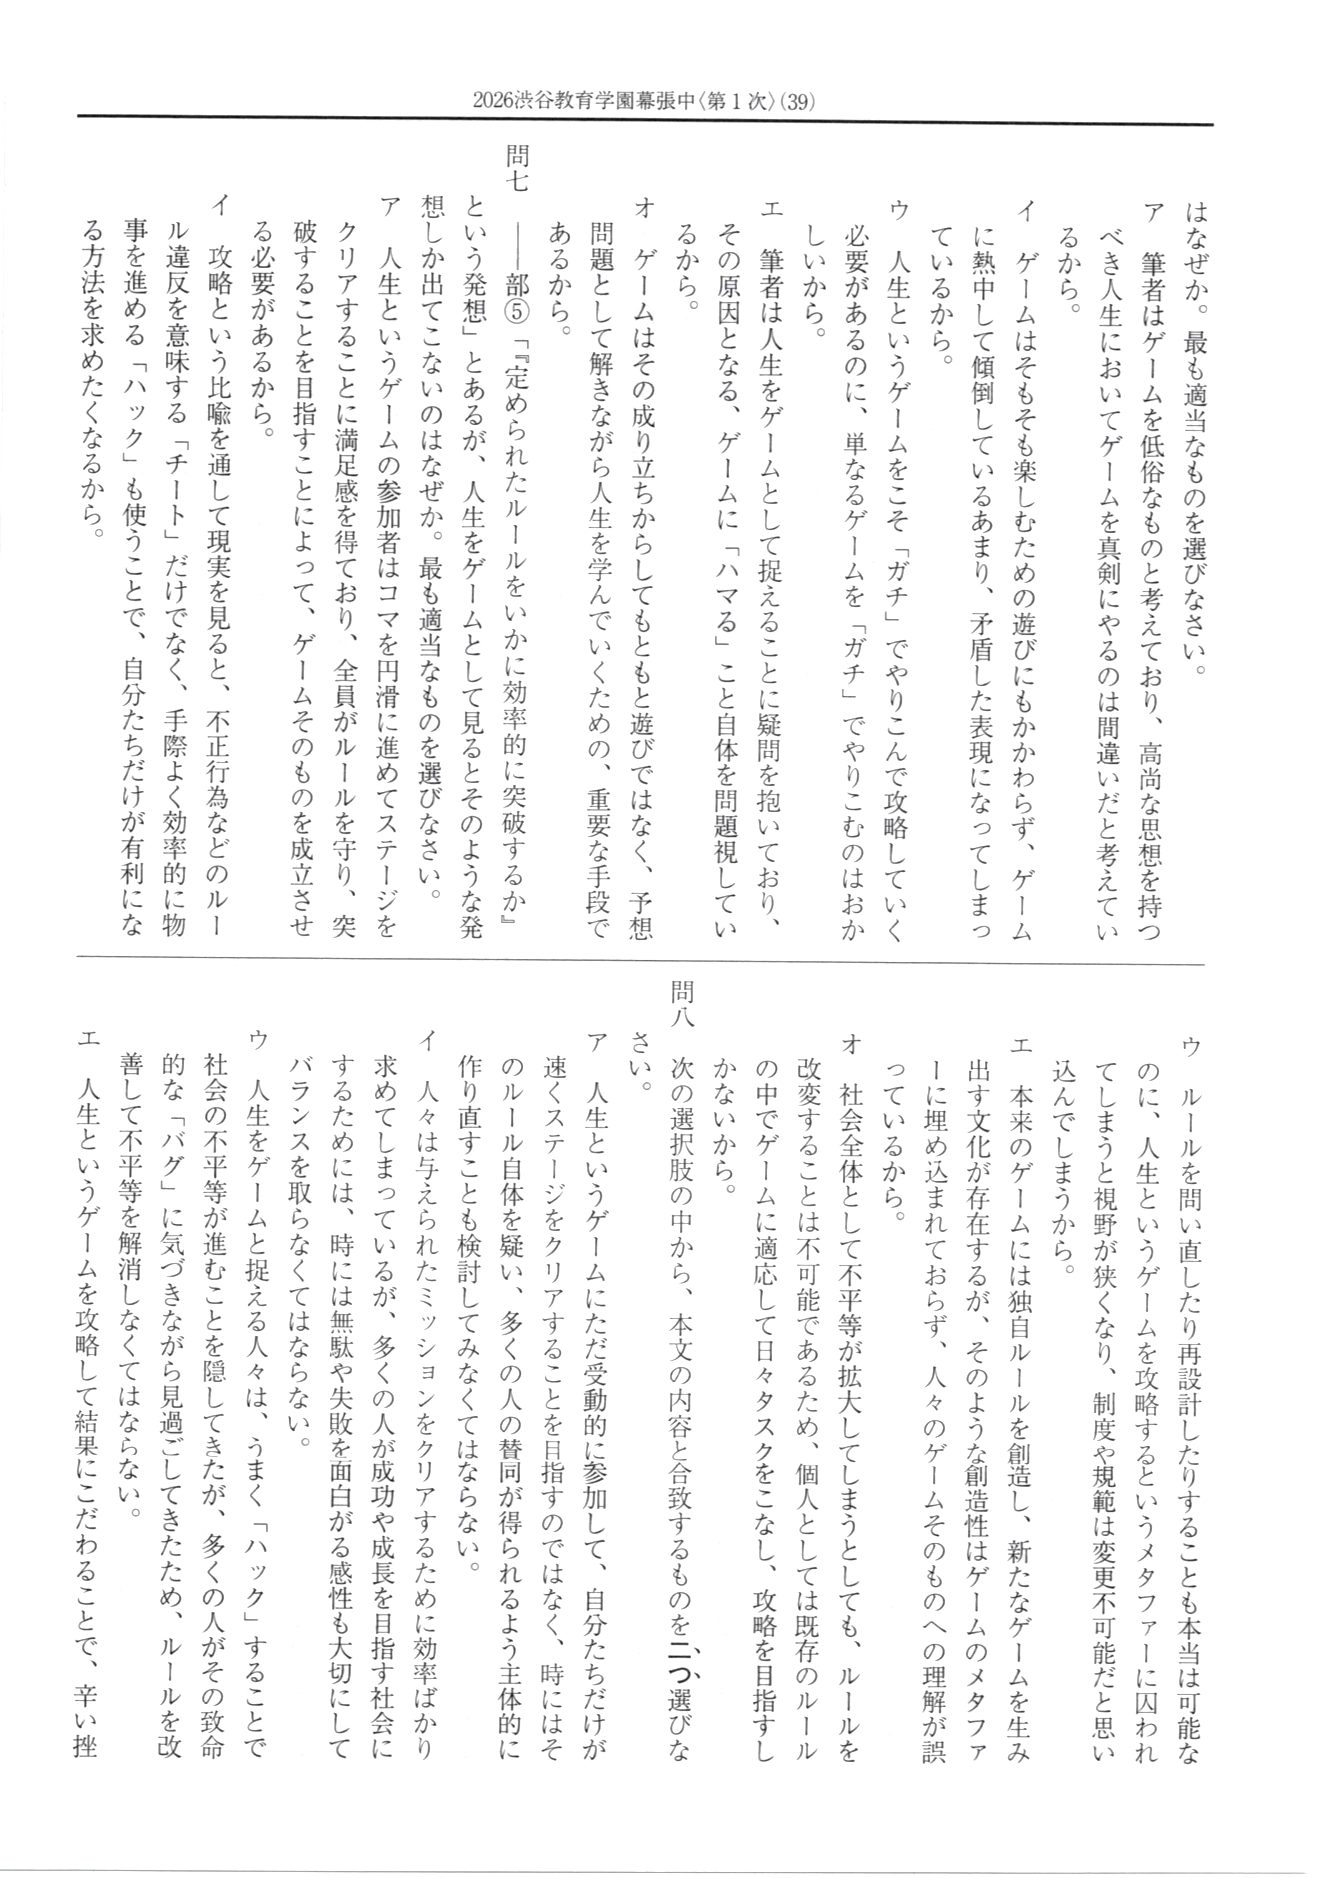 2026渋谷教育学園幕張中〈第1次〉(39)
はなぜか。最も適当なものを選びなさい。
ア　筆者はゲームを低俗なものと考えており、高尚な思想を持つ
べき人生においてゲームを真剣にやるのは間違いだと考えてい
るから。
イ　ゲームはそもそも楽しむための遊びにもかかわらず、ゲーム
に熱中して傾倒しているあまり、矛盾した表現になってしまっ
ているから。
ウ　人生というゲームをこそ「ガチ」でやりこんで攻略していく
必要があるのに、単なるゲームを「ガチ」でやりこむのはおか
しいから。
エ　筆者は人生をゲームとして捉えることに疑問を抱いており、
その原因となる、ゲームに「ハマる」こと自体を問題視してい
るから。
オ　ゲームはその成り立ちからしてもともと遊びではなく、予想
問題として解きながら人生を学んでいくための、重要な手段で
あるから。
問七　――部⑤「『定められたルールをいかに効率的に突破するか』
という発想」とあるが、人生をゲームとして見るとそのような発
想しか出てこないのはなぜか。最も適当なものを選びなさい。
ア　人生というゲームの参加者はコマを円滑に進めてステージを
クリアすることに満足感を得ており、全員がルールを守り、突
破することを目指すことによって、ゲームそのものを成立させ
る必要があるから。
イ　攻略という比喩を通して現実を見ると、不正行為などのルー
ル違反を意味する「チート」だけでなく、手際よく効率的に物
事を進める「ハック」も使うことで、自分たちだけが有利にな
る方法を求めたくなるから。
ウ　ルールを問い直したり再設計したりすることも本当は可能な
のに、人生というゲームを攻略するというメタファーに囚われ
てしまうと視野が狭くなり、制度や規範は変更不可能だと思い
込んでしまうから。
エ　本来のゲームには独自ルールを創造し、新たなゲームを生み
出す文化が存在するが、そのような創造性はゲームのメタファ
ーに埋め込まれておらず、人々のゲームそのものへの理解が誤
っているから。
オ　社会全体として不平等が拡大してしまうとしても、ルールを
改変することは不可能であるため、個人としては既存のルール
の中でゲームに適応して日々タスクをこなし、攻略を目指すし
かないから。
問八　次の選択肢の中から、本文の内容と合致するものを二つ選びな
さい。
ア　人生というゲームにただ受動的に参加して、自分たちだけが
速くステージをクリアすることを目指すのではなく、時にはそ
のルール自体を疑い、多くの人の賛同が得られるよう主体的に
作り直すことも検討してみなくてはならない。
イ　人々は与えられたミッションをクリアするために効率ばかり
求めてしまっているが、多くの人が成功や成長を目指す社会に
するためには、時には無駄や失敗を面白がる感性も大切にして
バランスを取らなくてはならない。
ウ　人生をゲームと捉える人々は、うまく「ハック」することで
社会の不平等が進むことを隠してきたが、多くの人がその致命
的な「バグ」に気づきながら見過ごしてきたため、ルールを改
善して不平等を解消しなくてはならない。
エ　人生というゲームを攻略して結果にこだわることで、辛い挫